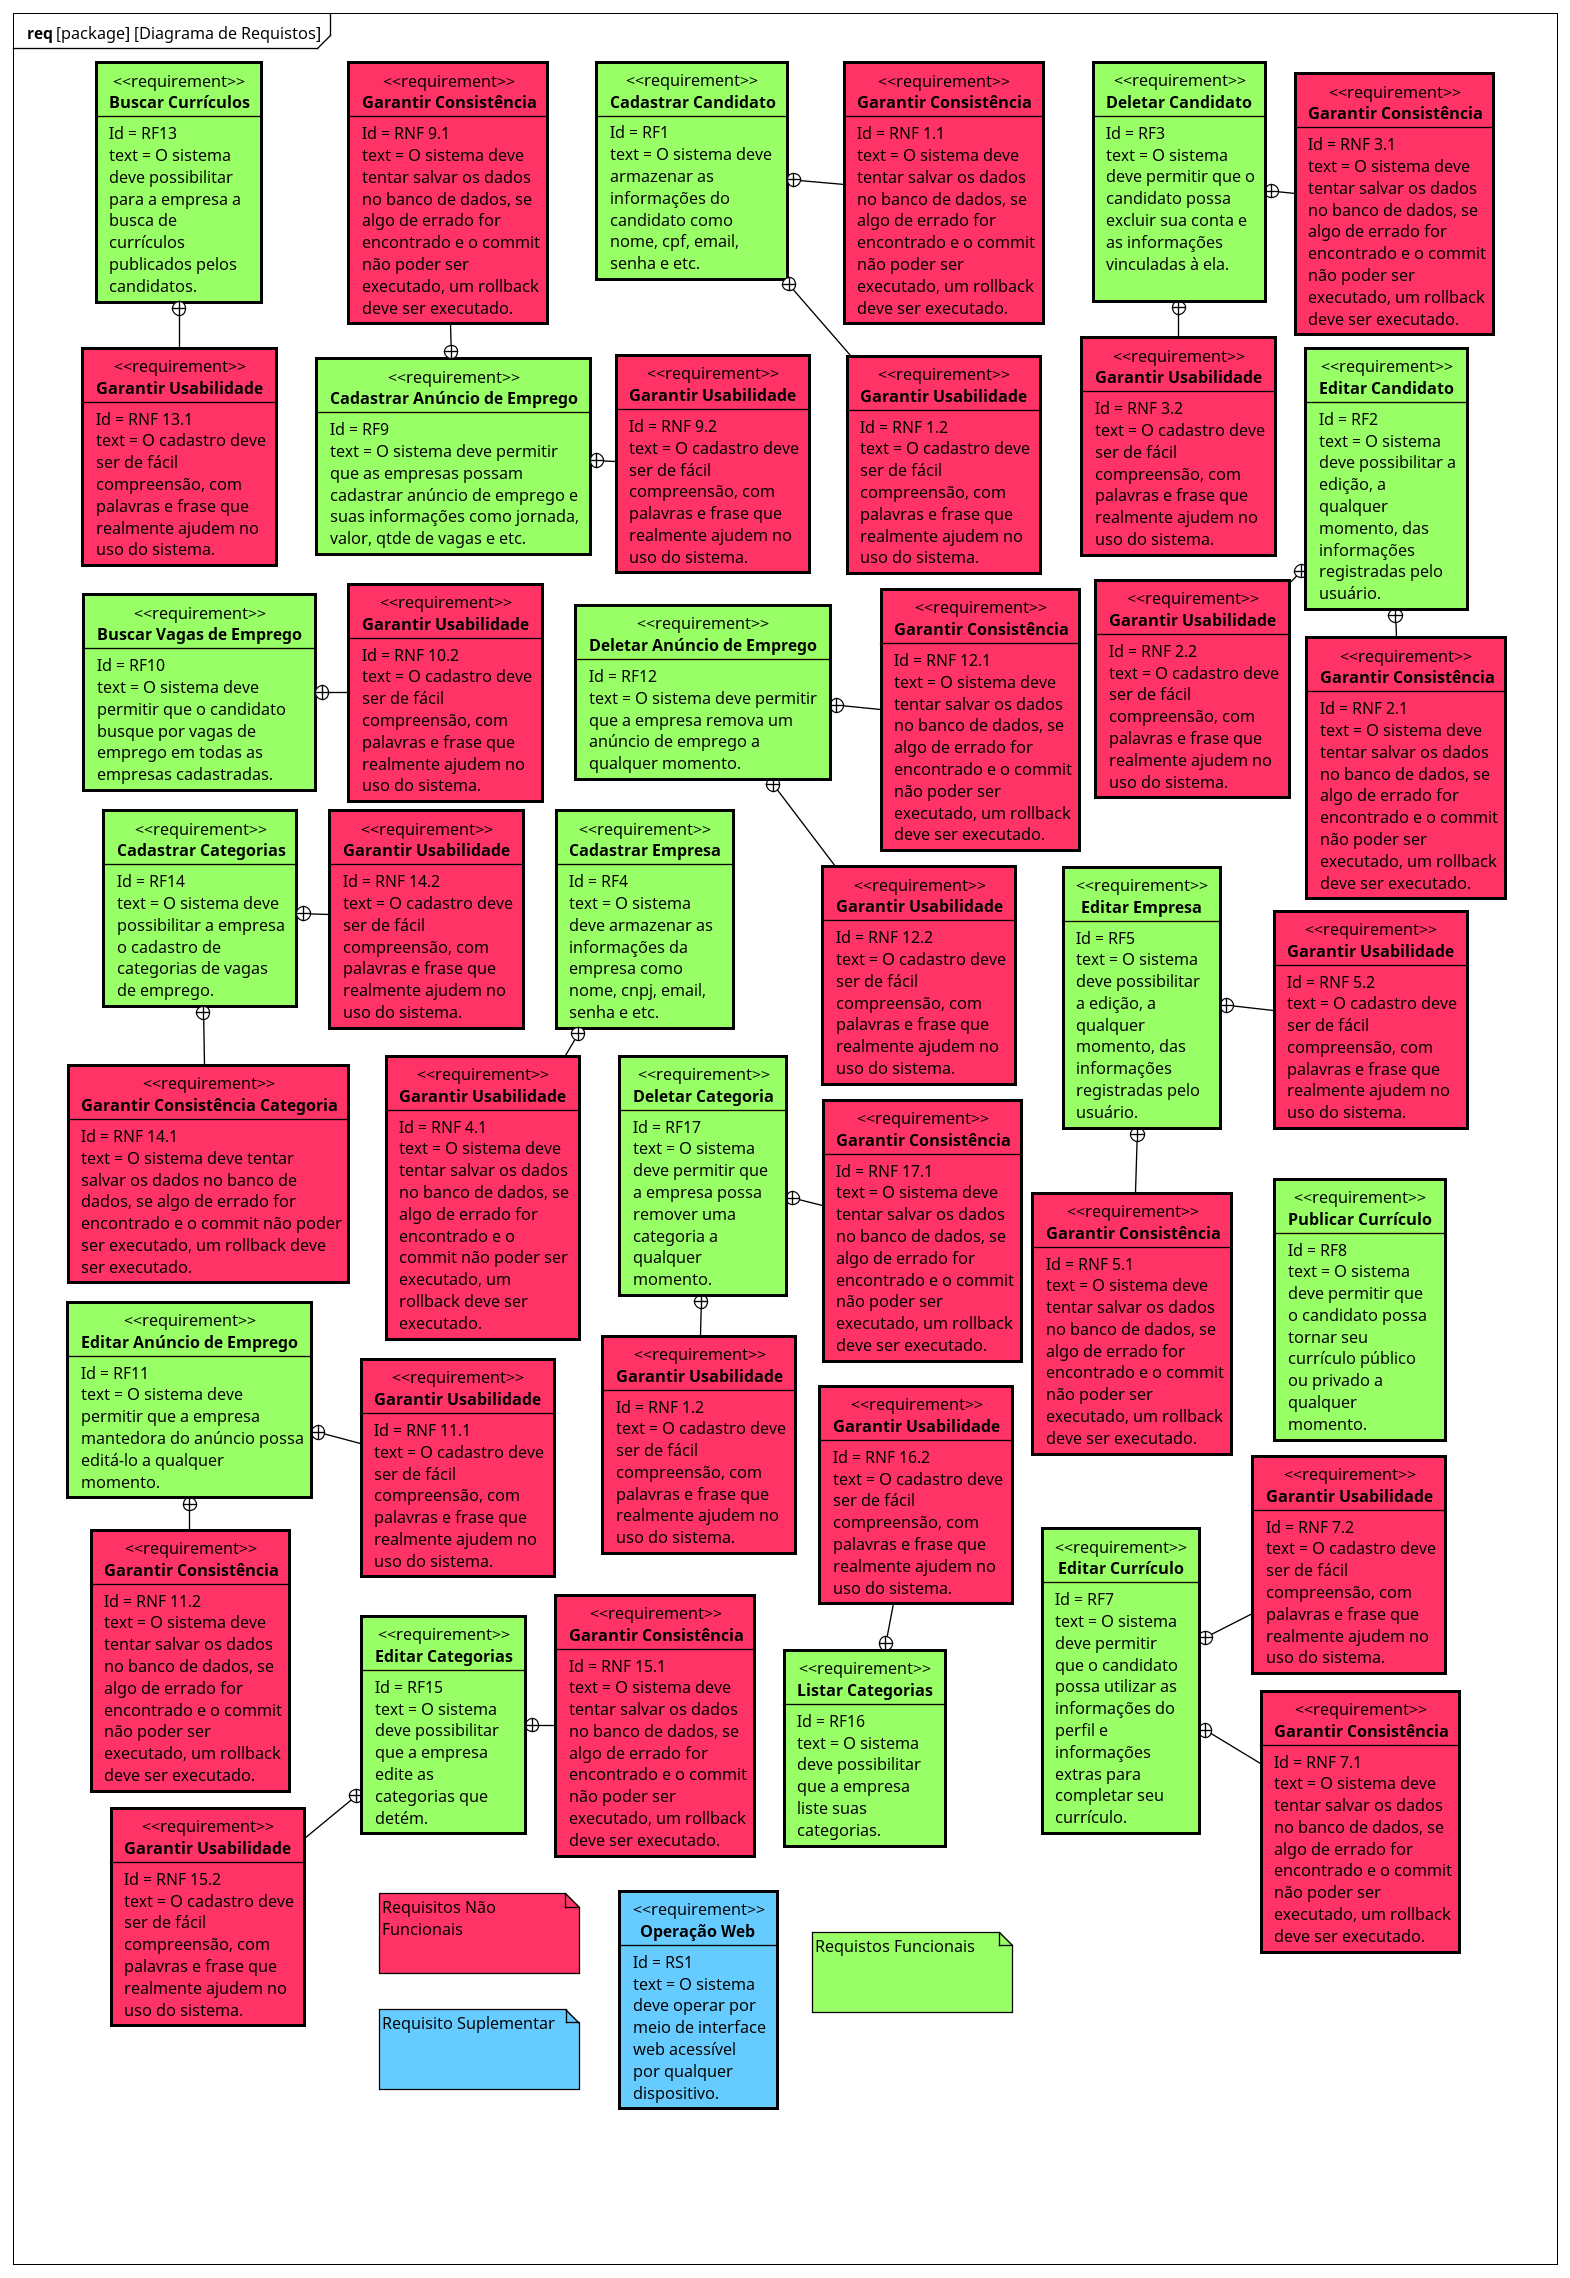 req [package] [Diagrama de Requistos]
<<requirement>>
Buscar Currículos
Id = RF13
text = O sistema
deve possibilitar
para a empresa a
busca de
currículos
publicados pelos
candidatos.
<<requirement>>
Garantir Consistência
Id = RNF 9.1
text = O sistema deve
tentar salvar os dados
no banco de dados, se
algo de errado for
encontrado e o commit
não poder ser
executado, um rollback
deve ser executado.
<<requirement>>
Cadastrar Candidato
Id = RF1
text = O sistema deve
armazenar as
informações do
candidato como
nome, cpf, email,
senha e etc.
<<requirement>>
Garantir Consistência
Id = RNF 1.1
text = O sistema deve
tentar salvar os dados
no banco de dados, se
algo de errado for
encontrado e o commit
não poder ser
executado, um rollback
deve ser executado.
<<requirement>>
Deletar Candidato
Id = RF3
text = O sistema
deve permitir que o
candidato possa
excluir sua conta e
as informações
vinculadas à ela.
<<requirement>>
Garantir Consistência
Id = RNF 3.1
text = O sistema deve
tentar salvar os dados
no banco de dados, se
algo de errado for
encontrado e o commit
não poder ser
executado, um rollback
deve ser executado.
<<requirement>>
Garantir Usabilidade
Id = RNF 13.1
text = O cadastro deve
ser de fácil
compreensão, com
palavras e frase que
realmente ajudem no
uso do sistema.
<<requirement>>
Cadastrar Anúncio de Emprego
Id = RF9
text = O sistema deve permitir
que as empresas possam
cadastrar anúncio de emprego e
suas informações como jornada,
valor, qtde de vagas e etc.
<<requirement>>
Garantir Usabilidade
Id = RNF 9.2
text = O cadastro deve
ser de fácil
compreensão, com
palavras e frase que
realmente ajudem no
uso do sistema.
<<requirement>>
Garantir Usabilidade
Id = RNF 1.2
text = O cadastro deve
ser de fácil
compreensão, com
palavras e frase que
realmente ajudem no
uso do sistema.
<<requirement>>
Garantir Usabilidade
Id = RNF 3.2
text = O cadastro deve
ser de fácil
compreensão, com
palavras e frase que
realmente ajudem no
uso do sistema.
<<requirement>>
Editar Candidato
Id = RF2
text = O sistema
deve possibilitar a
edição, a
qualquer
momento, das
informações
registradas pelo
usuário.
<<requirement>>
Buscar Vagas de Emprego
Id = RF10
text = O sistema deve
permitir que o candidato
busque por vagas de
emprego em todas as
empresas cadastradas.
<<requirement>>
Garantir Usabilidade
Id = RNF 10.2
text = O cadastro deve
ser de fácil
compreensão, com
palavras e frase que
realmente ajudem no
uso do sistema.
<<requirement>>
Deletar Anúncio de Emprego
Id = RF12
text = O sistema deve permitir
que a empresa remova um
anúncio de emprego a
qualquer momento.
<<requirement>>
Garantir Consistência
Id = RNF 12.1
text = O sistema deve
tentar salvar os dados
no banco de dados, se
algo de errado for
encontrado e o commit
não poder ser
executado, um rollback
deve ser executado.
<<requirement>>
Garantir Usabilidade
Id = RNF 2.2
text = O cadastro deve
ser de fácil
compreensão, com
palavras e frase que
realmente ajudem no
uso do sistema.
<<requirement>>
Garantir Consistência
Id = RNF 2.1
text = O sistema deve
tentar salvar os dados
no banco de dados, se
algo de errado for
encontrado e o commit
não poder ser
executado, um rollback
deve ser executado.
<<requirement>>
Cadastrar Categorias
Id = RF14
text = O sistema deve
possibilitar a empresa
o cadastro de
categorias de vagas
de emprego.
<<requirement>>
Garantir Usabilidade
Id = RNF 14.2
text = O cadastro deve
ser de fácil
compreensão, com
palavras e frase que
realmente ajudem no
uso do sistema.
<<requirement>>
Cadastrar Empresa
Id = RF4
text = O sistema
deve armazenar as
informações da
empresa como
nome, cnpj, email,
senha e etc.
<<requirement>>
Garantir Usabilidade
Id = RNF 12.2
text = O cadastro deve
ser de fácil
compreensão, com
palavras e frase que
realmente ajudem no
uso do sistema.
<<requirement>>
Editar Empresa
Id = RF5
text = O sistema
deve possibilitar
a edição, a
qualquer
momento, das
informações
registradas pelo
usuário.
<<requirement>>
Garantir Usabilidade
Id = RNF 5.2
text = O cadastro deve
ser de fácil
compreensão, com
palavras e frase que
realmente ajudem no
uso do sistema.
<<requirement>>
Garantir Consistência Categoria
Id = RNF 14.1
text = O sistema deve tentar
salvar os dados no banco de
dados, se algo de errado for
encontrado e o commit não poder
ser executado, um rollback deve
ser executado.
<<requirement>>
Garantir Usabilidade
Id = RNF 4.1
text = O sistema deve
tentar salvar os dados
no banco de dados, se
algo de errado for
encontrado e o
commit não poder ser
executado, um
rollback deve ser
executado.
<<requirement>>
Deletar Categoria
Id = RF17
text = O sistema
deve permitir que
a empresa possa
remover uma
categoria a
qualquer
momento.
<<requirement>>
Garantir Consistência
Id = RNF 17.1
text = O sistema deve
tentar salvar os dados
no banco de dados, se
algo de errado for
encontrado e o commit
não poder ser
executado, um rollback
deve ser executado.
<<requirement>>
Garantir Consistência
Id = RNF 5.1
text = O sistema deve
tentar salvar os dados
no banco de dados, se
algo de errado for
encontrado e o commit
não poder ser
executado, um rollback
deve ser executado.
<<requirement>>
Publicar Currículo
Id = RF8
text = O sistema
deve permitir que
o candidato possa
tornar seu
currículo público
ou privado a
qualquer
momento.
<<requirement>>
Editar Anúncio de Emprego
Id = RF11
text = O sistema deve
permitir que a empresa
mantedora do anúncio possa
editá-lo a qualquer
momento.
<<requirement>>
Garantir Usabilidade
Id = RNF 11.1
text = O cadastro deve
ser de fácil
compreensão, com
palavras e frase que
realmente ajudem no
uso do sistema.
<<requirement>>
Garantir Usabilidade
Id = RNF 1.2
text = O cadastro deve
ser de fácil
compreensão, com
palavras e frase que
realmente ajudem no
uso do sistema.
<<requirement>>
Garantir Usabilidade
Id = RNF 16.2
text = O cadastro deve
ser de fácil
compreensão, com
palavras e frase que
realmente ajudem no
uso do sistema.
<<requirement>>
Garantir Usabilidade
Id = RNF 7.2
text = O cadastro deve
ser de fácil
compreensão, com
palavras e frase que
realmente ajudem no
uso do sistema.
<<requirement>>
Garantir Consistência
Id = RNF 11.2
text = O sistema deve
tentar salvar os dados
no banco de dados, se
algo de errado for
encontrado e o commit
não poder ser
executado, um rollback
deve ser executado.
<<requirement>>
Editar Categorias
Id = RF15
text = O sistema
deve possibilitar
que a empresa
edite as
categorias que
detém.
<<requirement>>
Garantir Consistência
Id = RNF 15.1
text = O sistema deve
tentar salvar os dados
no banco de dados, se
algo de errado for
encontrado e o commit
não poder ser
executado, um rollback
deve ser executado.
<<requirement>>
Listar Categorias
Id = RF16
text = O sistema
deve possibilitar
que a empresa
liste suas
categorias.
<<requirement>>
Editar Currículo
Id = RF7
text = O sistema
deve permitir
que o candidato
possa utilizar as
informações do
perfil e
informações
extras para
completar seu
currículo.
<<requirement>>
Garantir Consistência
Id = RNF 7.1
text = O sistema deve
tentar salvar os dados
no banco de dados, se
algo de errado for
encontrado e o commit
não poder ser
executado, um rollback
deve ser executado.
<<requirement>>
Garantir Usabilidade
Id = RNF 15.2
text = O cadastro deve
ser de fácil
compreensão, com
palavras e frase que
realmente ajudem no
uso do sistema.
Requisitos Não
Funcionais
<<requirement>>
Operação Web
Id = RS1
text = O sistema
deve operar por
meio de interface
web acessível
por qualquer
dispositivo.
Requistos Funcionais
Requisito Suplementar